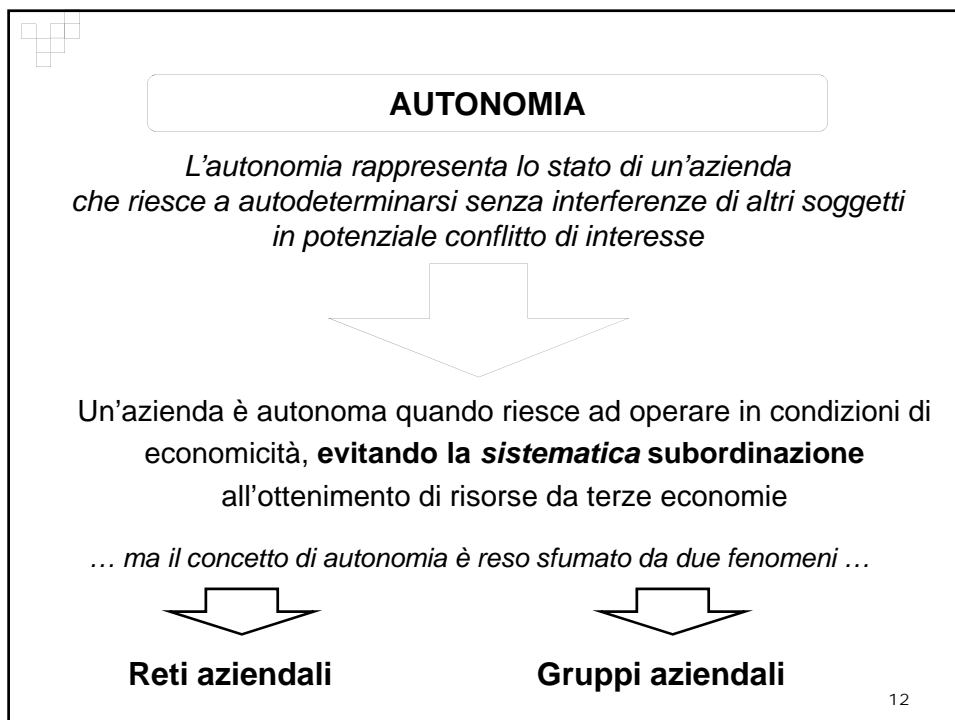 AUTONOMIA
L’autonomia rappresenta lo stato di un’azienda
che riesce a autodeterminarsi senza interferenze di altri soggetti
in potenziale conflitto di interesse
Un’azienda è autonoma quando riesce ad operare in condizioni di
economicità, evitando la sistematica subordinazione
all’ottenimento di risorse da terze economie
… ma il concetto di autonomia è reso sfumato da due fenomeni …
Reti aziendali Gruppi aziendali
12